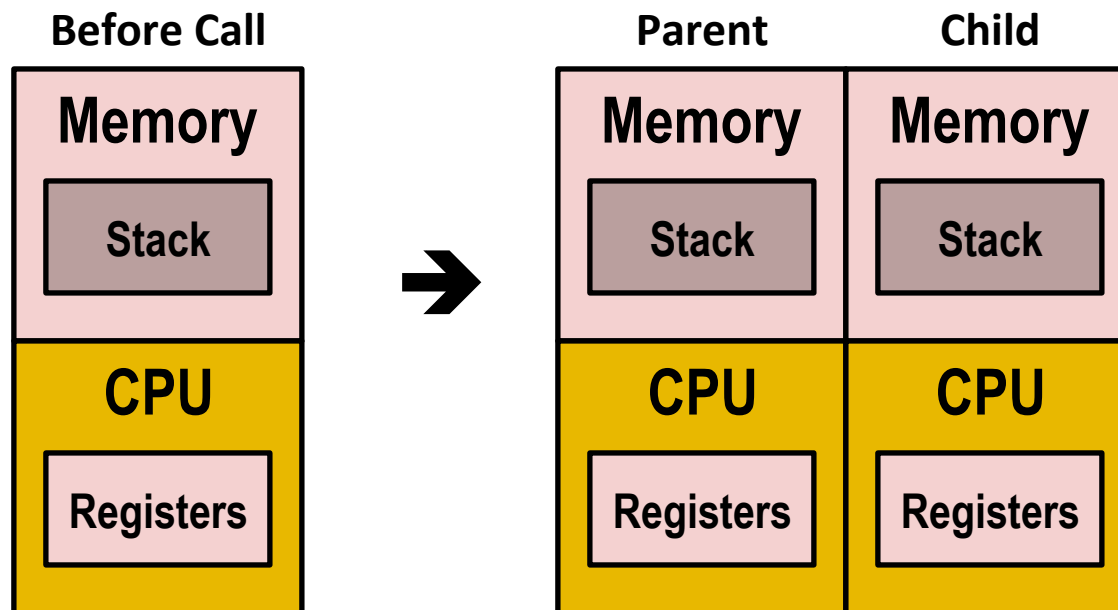 Before Call
Parent
Child
Memory
Memory
Memory
Stack
Stack
Stack
CPU
CPU
CPU
Registers
Registers
Registers